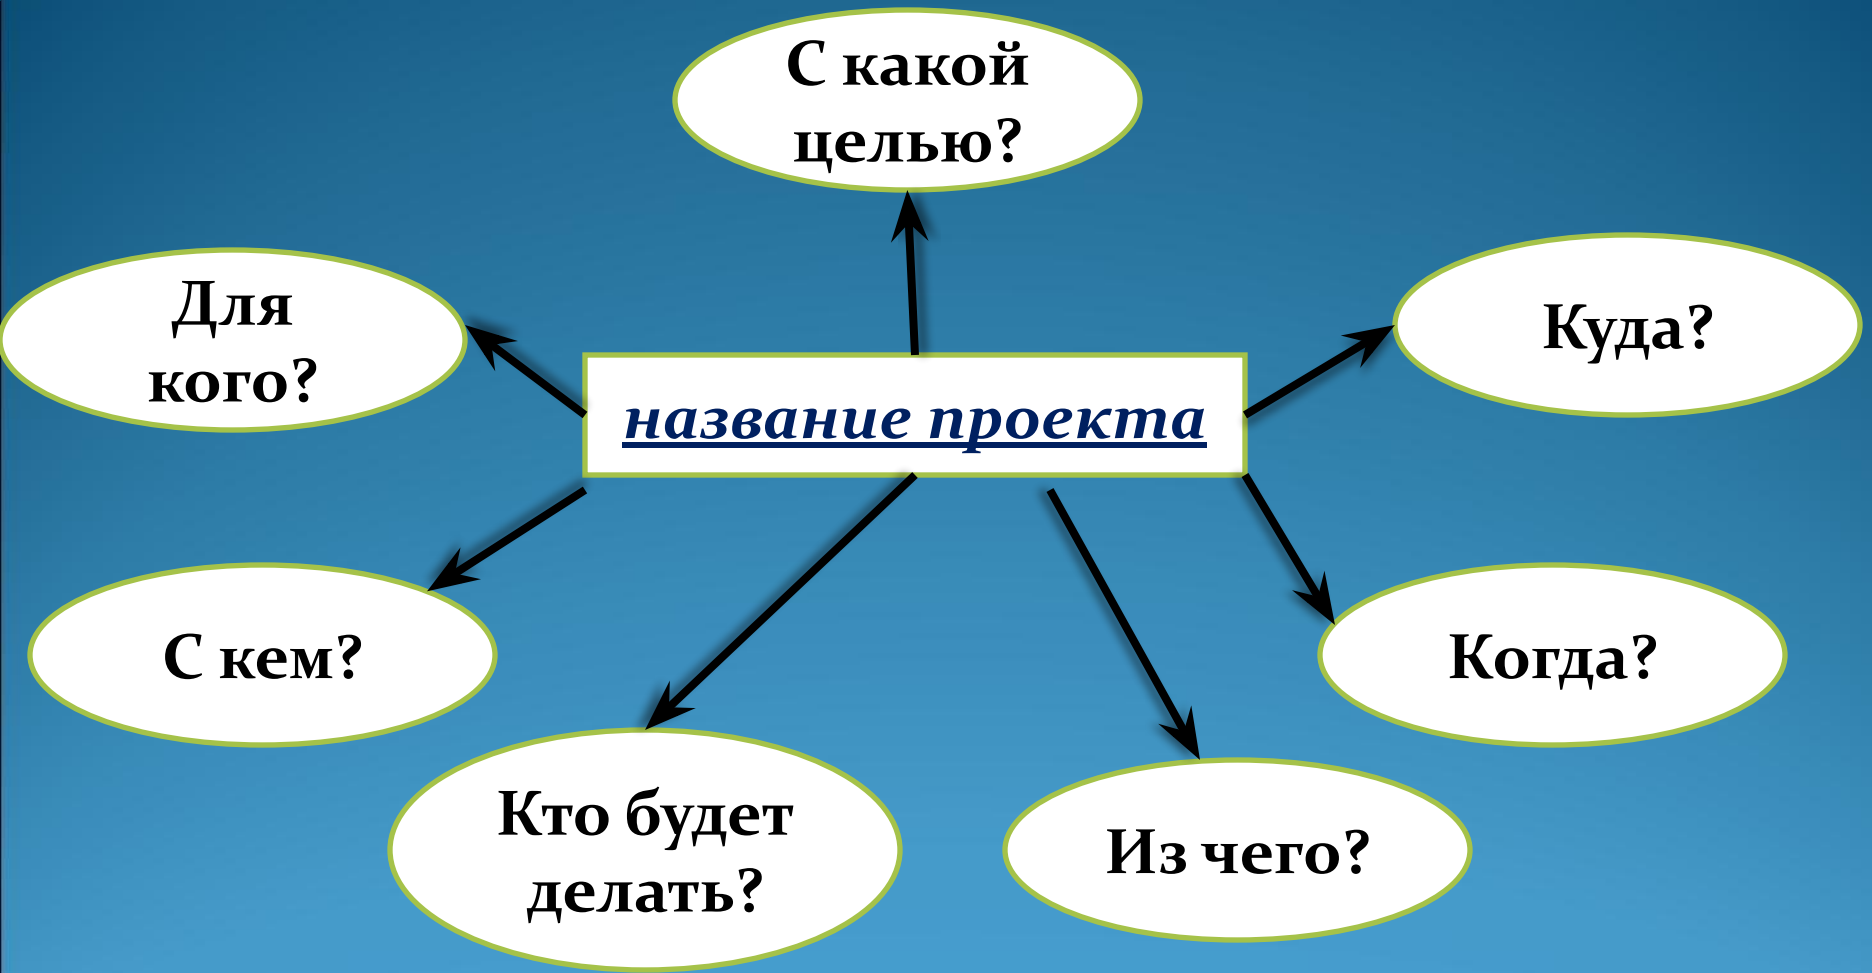 С какой
целью?
Для
кого?
Куда?
название проекта
С кем?
Когда?
Кто будет
делать?
Из чего?